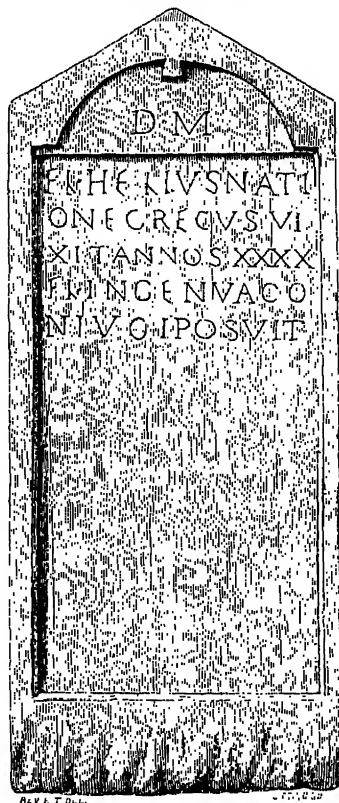 D M
FL HELIVS NATI
ONE GRECVS VI
XIT ANNOS XXXX
FL INGENVA CO
NIVGI POSVIT